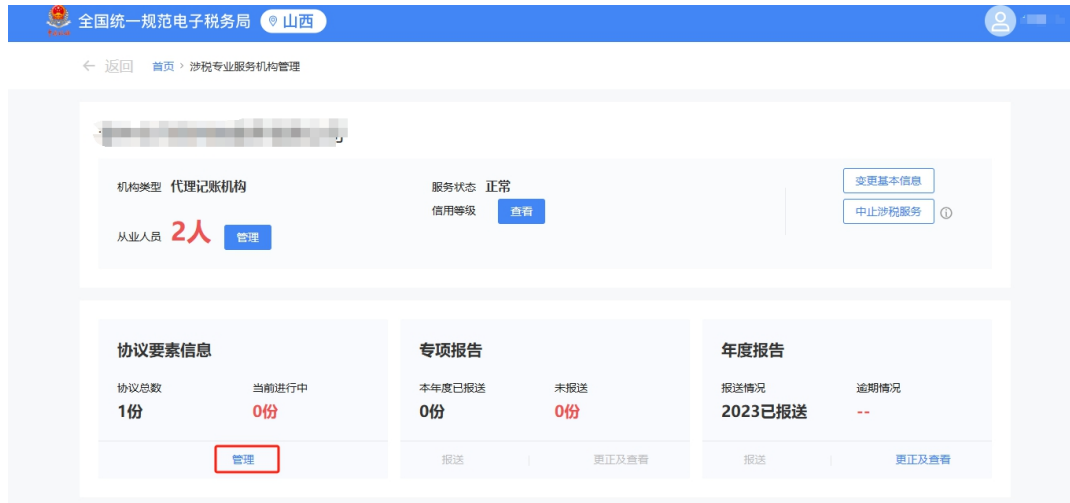 全国统一规范电子税务局 山西
← 返回 首页 > 涉税专业服务机构管理
机构类型 代理记账机构 服务状态 正常 变更基本信息
信用等级 查看 中止涉税服务
从业人员 2人 管理
协议要素信息 专项报告 年度报告
协议总数 当前进行中 本年度已报送 未报送 报送情况 逾期情况
1份 0份 0份 0份 2023已报送 --
管理 报送 更正及查看 报送 更正及查看